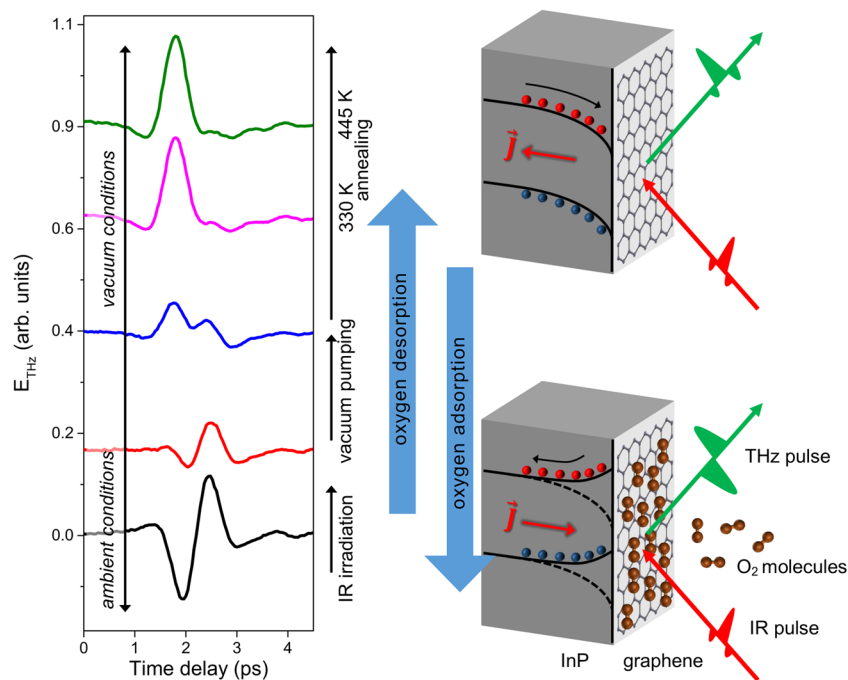 1.1
0.9
0.6
0.4
0.2
0.0
E_THz (arb. units)
0
1
2
3
4
Time delay (ps)
vacuum conditions
ambient conditions
445 K
330 K
annealing
vacuum pumping
IR irradiation
oxygen desorption
oxygen adsorption
j
j
THz pulse
O₂ molecules
IR pulse
InP
graphene